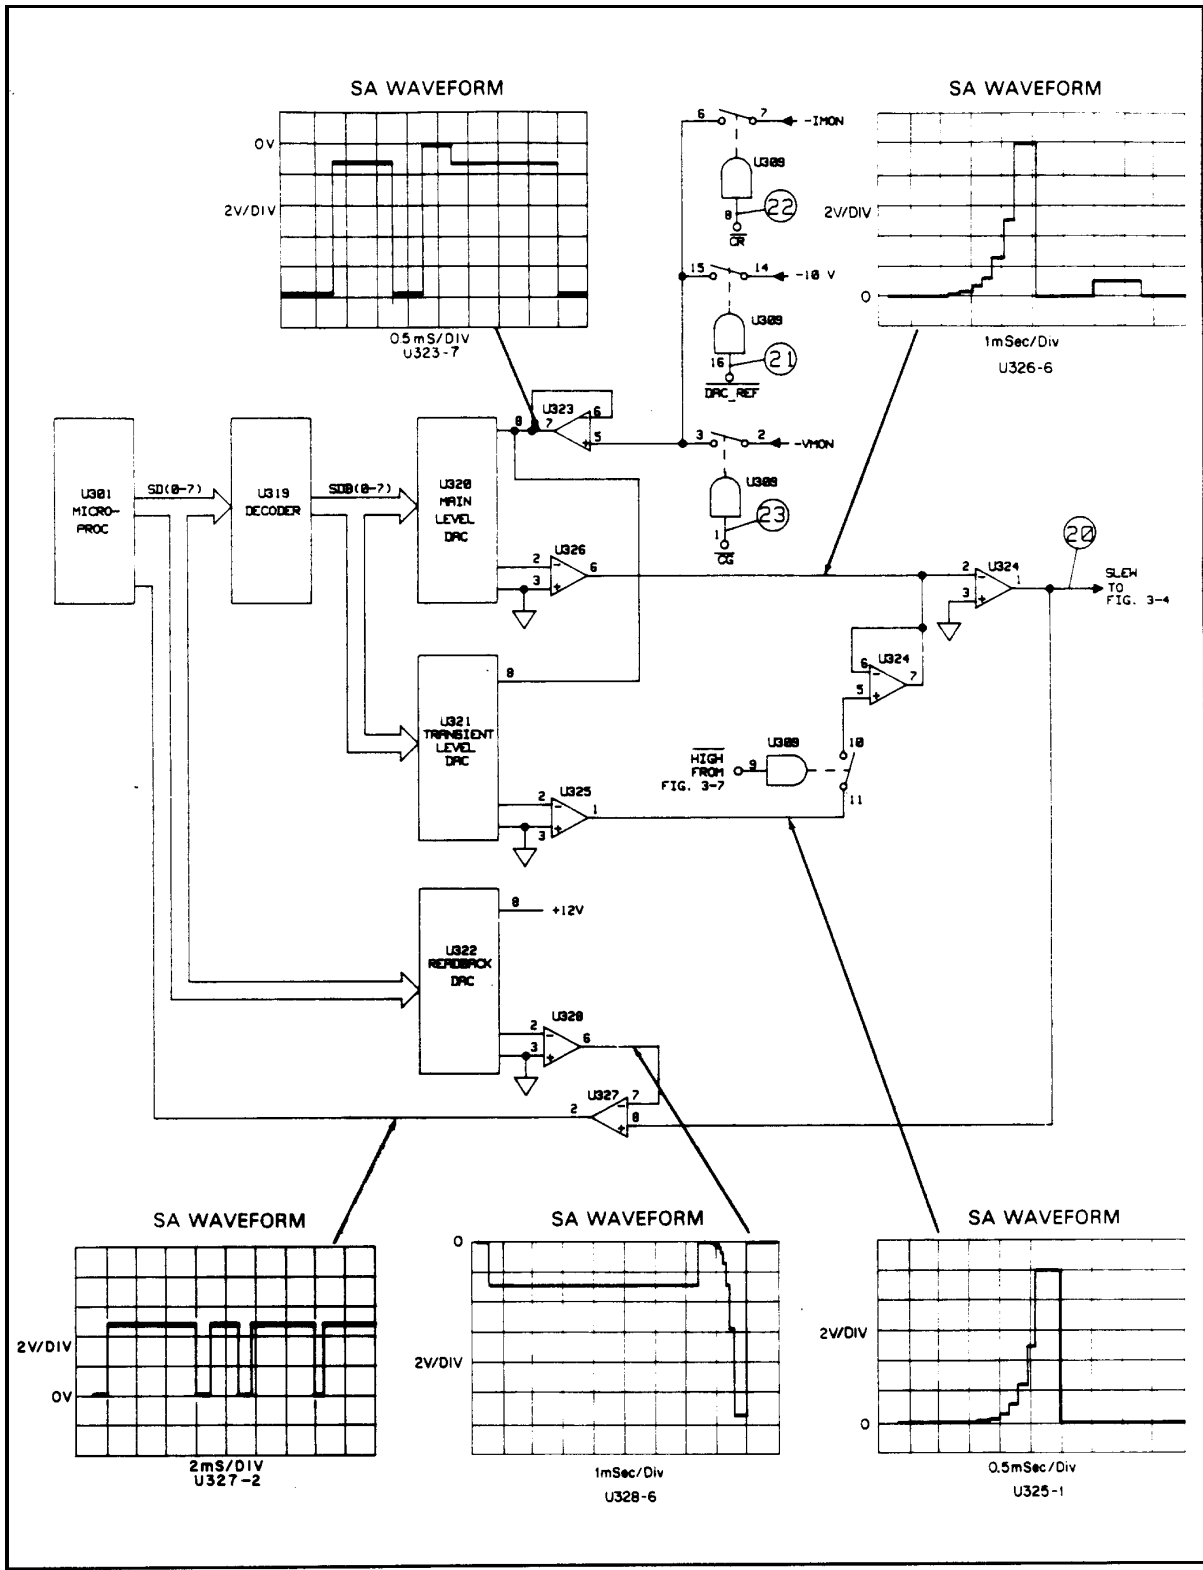 SA WAVEFORM
0V
2V/DIV
0.5mS/DIV
U323-7
6
7
-IMON
U309
8
22
CR
15
14
-10 V
U309
16
21
DAC_REF
3
2
-VMON
U309
1
23
CG
SA WAVEFORM
2V/DIV
0
1mSec/Div
U326-6
U301
MICRO-
PROC
SD(0-7)
U319
DECODER
SDB(0-7)
U320
MAIN
LEVEL
DAC
8
7
U323
6
5
2
3
U326
6
2
3
U324
1
20
SLEW
TO
FIG. 3-4
6
5
U324
7
8
U321
TRANSIENT
LEVEL
DAC
2
3
U325
1
HIGH
FROM
FIG. 3-7
9
U309
10
11
U322
READBACK
DAC
8
+12V
2
3
U328
6
U327
2
7
8
SA WAVEFORM
2V/DIV
0V
2mS/DIV
U327-2
SA WAVEFORM
0
2V/DIV
1mSec/Div
U328-6
SA WAVEFORM
2V/DIV
0
0.5mSec/Div
U325-1